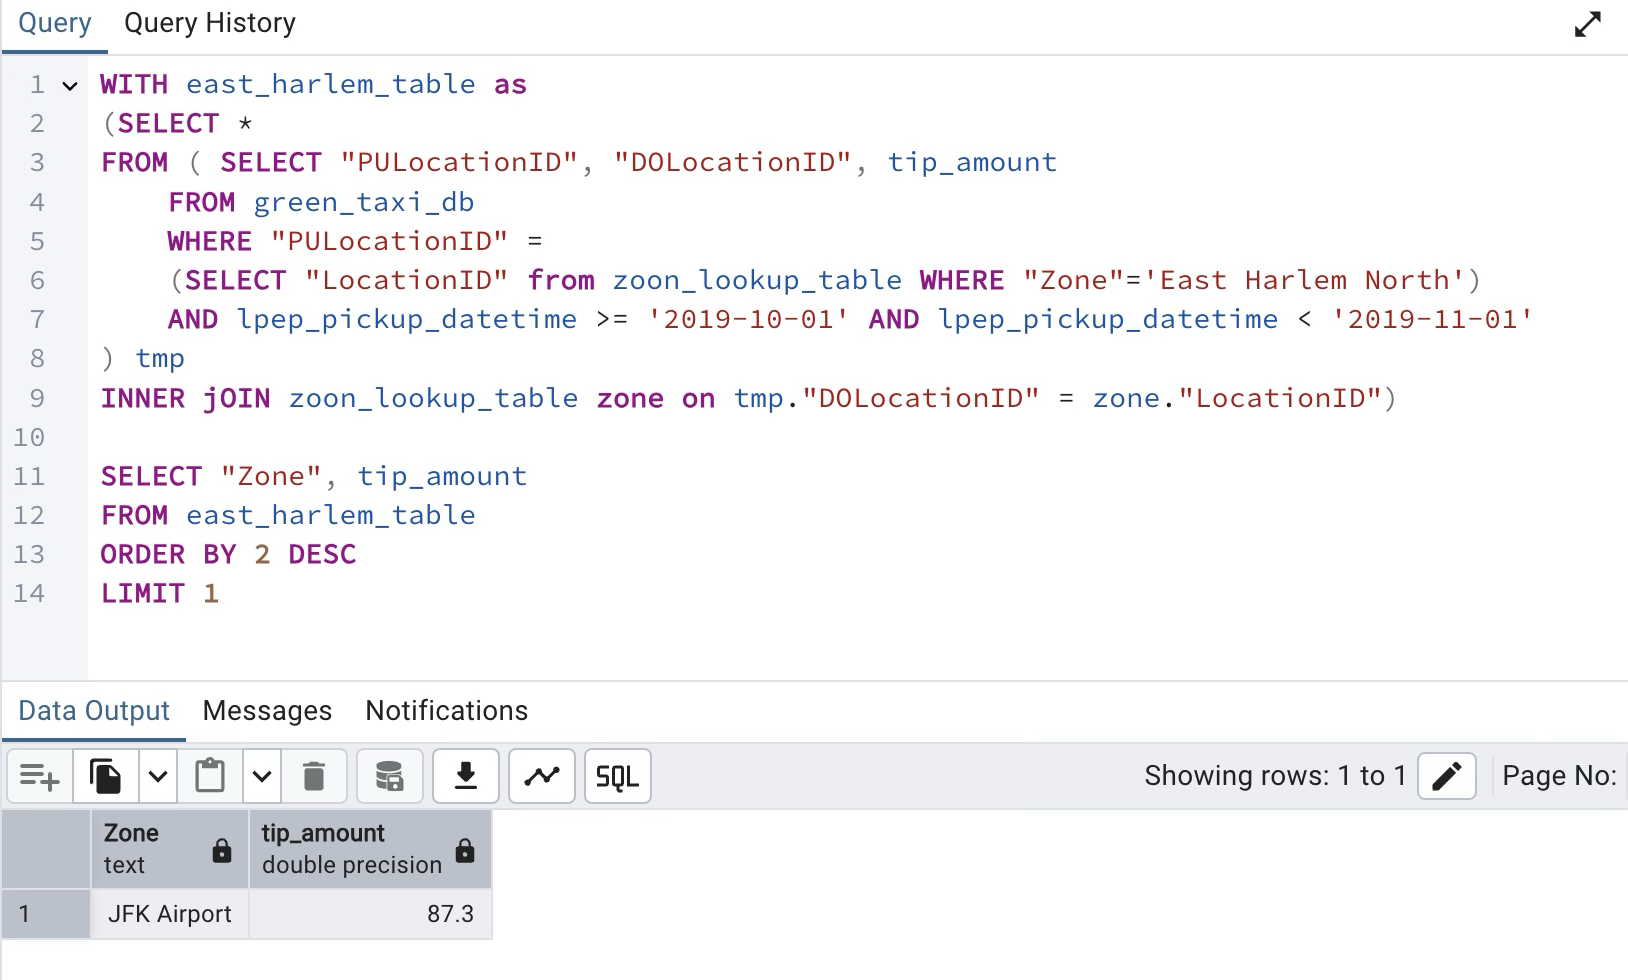 Query Query History
1 WITH east_harlem_table as
2 (SELECT *
3 FROM ( SELECT "PULocationID", "DOLocationID", tip_amount
4 FROM green_taxi_db
5 WHERE "PULocationID" =
6 (SELECT "LocationID" from zoon_lookup_table WHERE "Zone"='East Harlem North')
7 AND lpep_pickup_datetime >= '2019-10-01' AND lpep_pickup_datetime < '2019-11-01'
8 ) tmp
9 INNER jOIN zoon_lookup_table zone on tmp."DOLocationID" = zone."LocationID")
10
11 SELECT "Zone", tip_amount
12 FROM east_harlem_table
13 ORDER BY 2 DESC
14 LIMIT 1
Data Output Messages Notifications
SQL Showing rows: 1 to 1 Page No:
Zone tip_amount
text double precision
1 JFK Airport 87.3